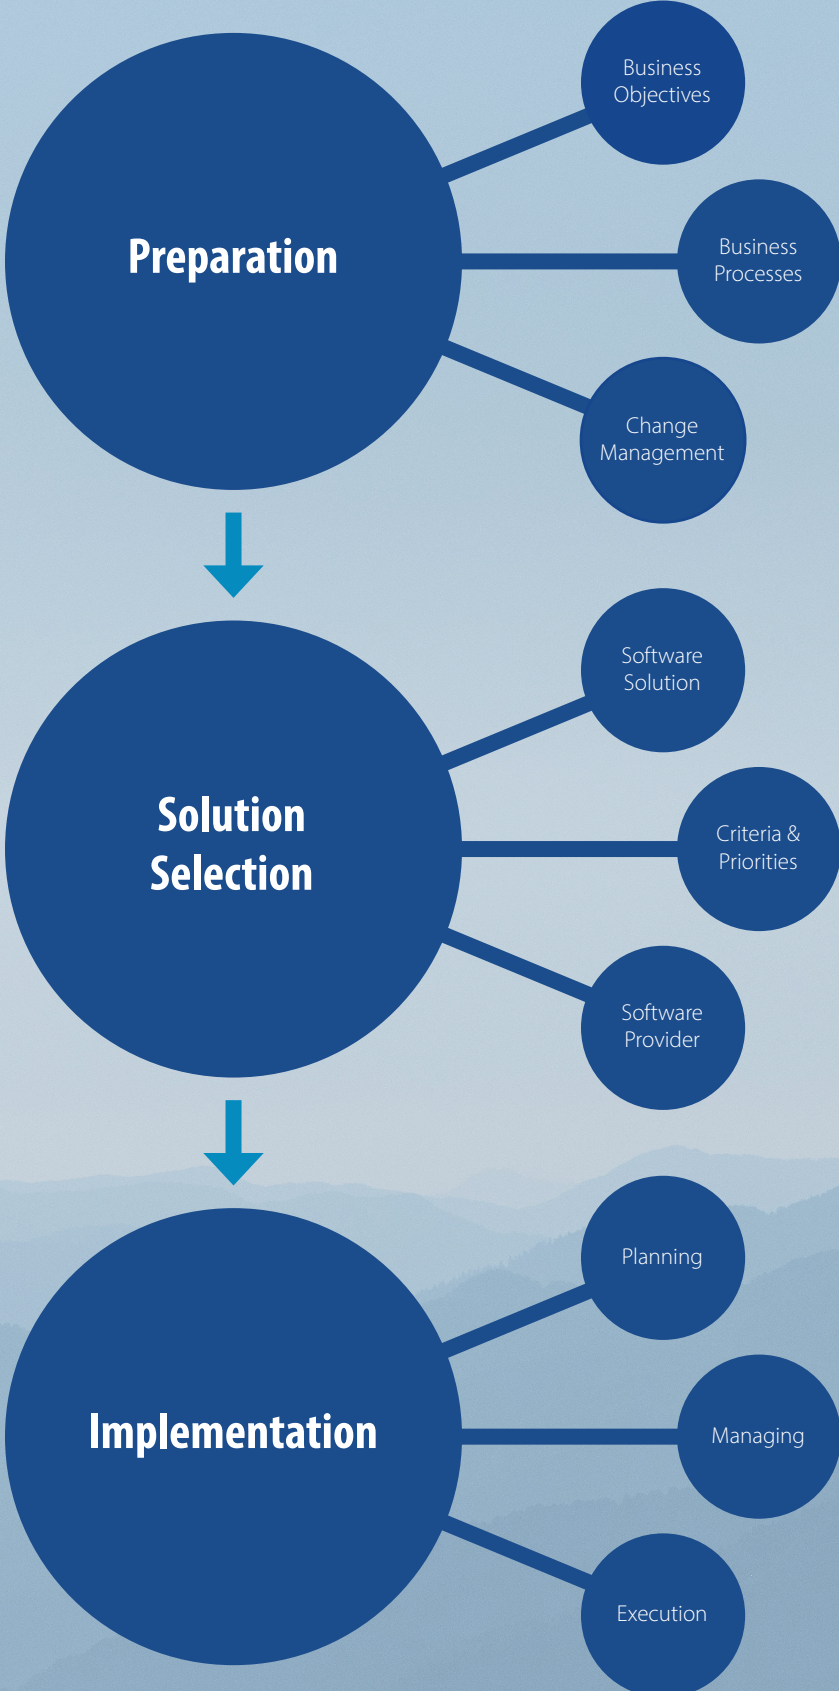 Business
Objectives
Preparation
Business
Processes
Change
Management
Software
Solution
Solution
Selection
Criteria &
Priorities
Software
Provider
Planning
Implementation
Managing
Execution